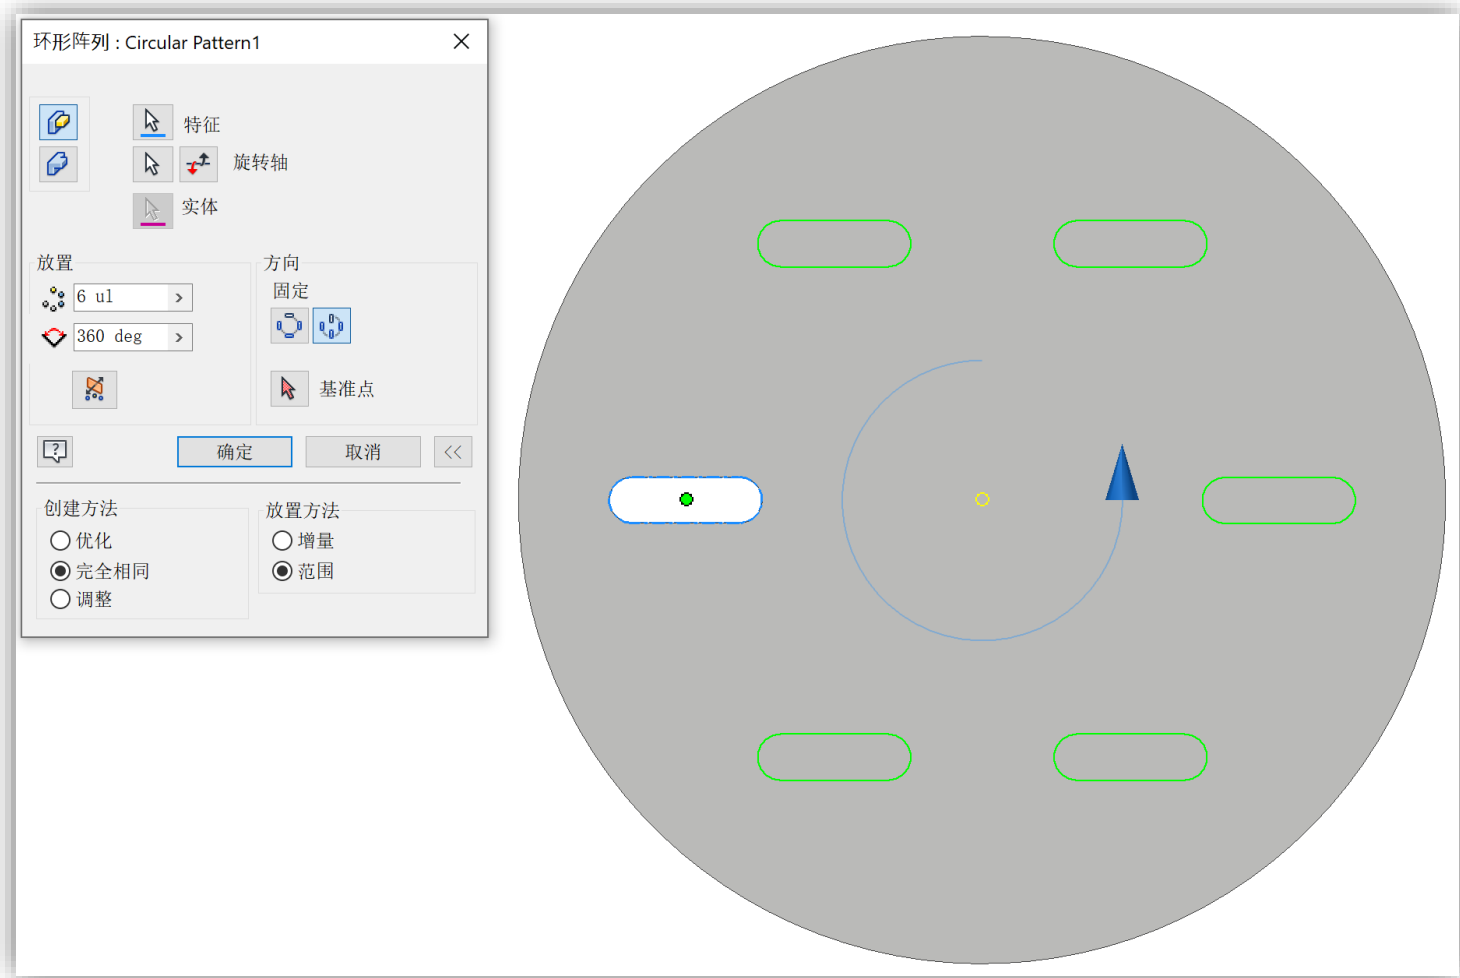 环形阵列 : Circular Pattern1
特征
旋转轴
实体
放置
6 ul
360 deg
方向
固定
基准点
确定
取消
<<
创建方法
优化
完全相同
调整
放置方法
增量
范围